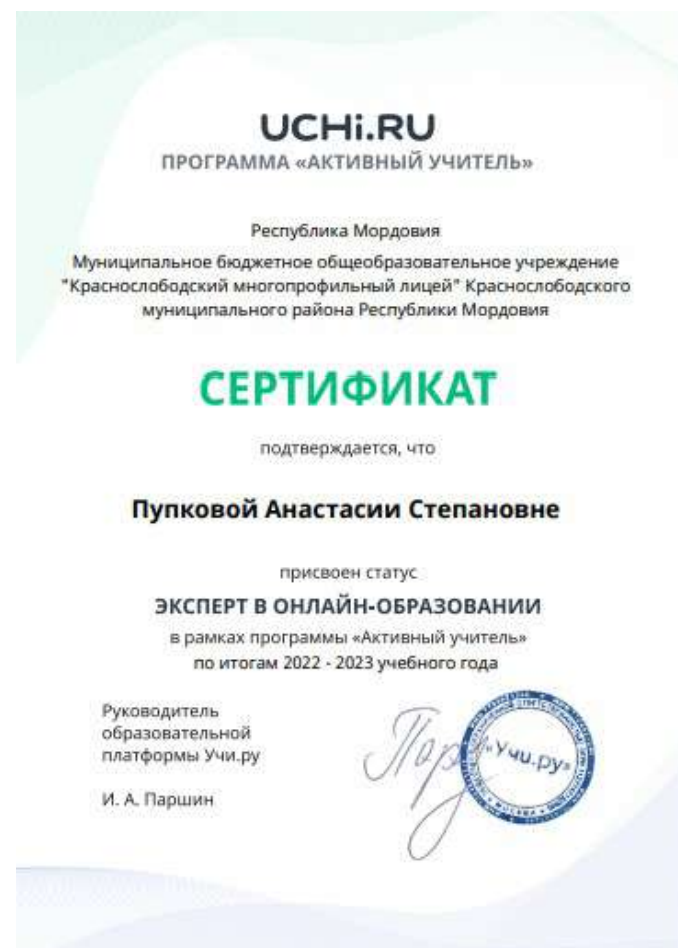 UCHi.RU
ПРОГРАММА «АКТИВНЫЙ УЧИТЕЛЬ»
Республика Мордовия
Муниципальное бюджетное общеобразовательное учреждение
"Краснослободский многопрофильный лицей" Краснослободского
муниципального района Республики Мордовия
СЕРТИФИКАТ
подтверждается, что
Пупковой Анастасии Степановне
присвоен статус
ЭКСПЕРТ В ОНЛАЙН-ОБРАЗОВАНИИ
в рамках программы «Активный учитель»
по итогам 2022 - 2023 учебного года
Руководитель
образовательной
платформы Учи.ру
И. А. Паршин
«Учи.ру»
МОСКВА